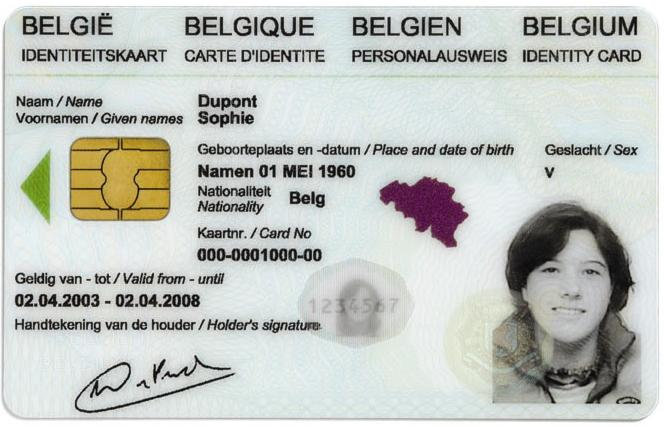 BELGIË BELGIQUE BELGIEN BELGIUM
IDENTITEITSKAART CARTE D'IDENTITE PERSONALAUSWEIS IDENTITY CARD
Naam / Name Dupont
Voornamen / Given names Sophie
Geboorteplaats en -datum / Place and date of birth Geslacht / Sex
Namen 01 MEI 1960 V
Nationaliteit Belg
Nationality
Kaartnr. / Card No
000-0001000-00
Geldig van - tot / Valid from - until
02.04.2003 - 02.04.2008
1234567
Handtekening van de houder / Holder's signature